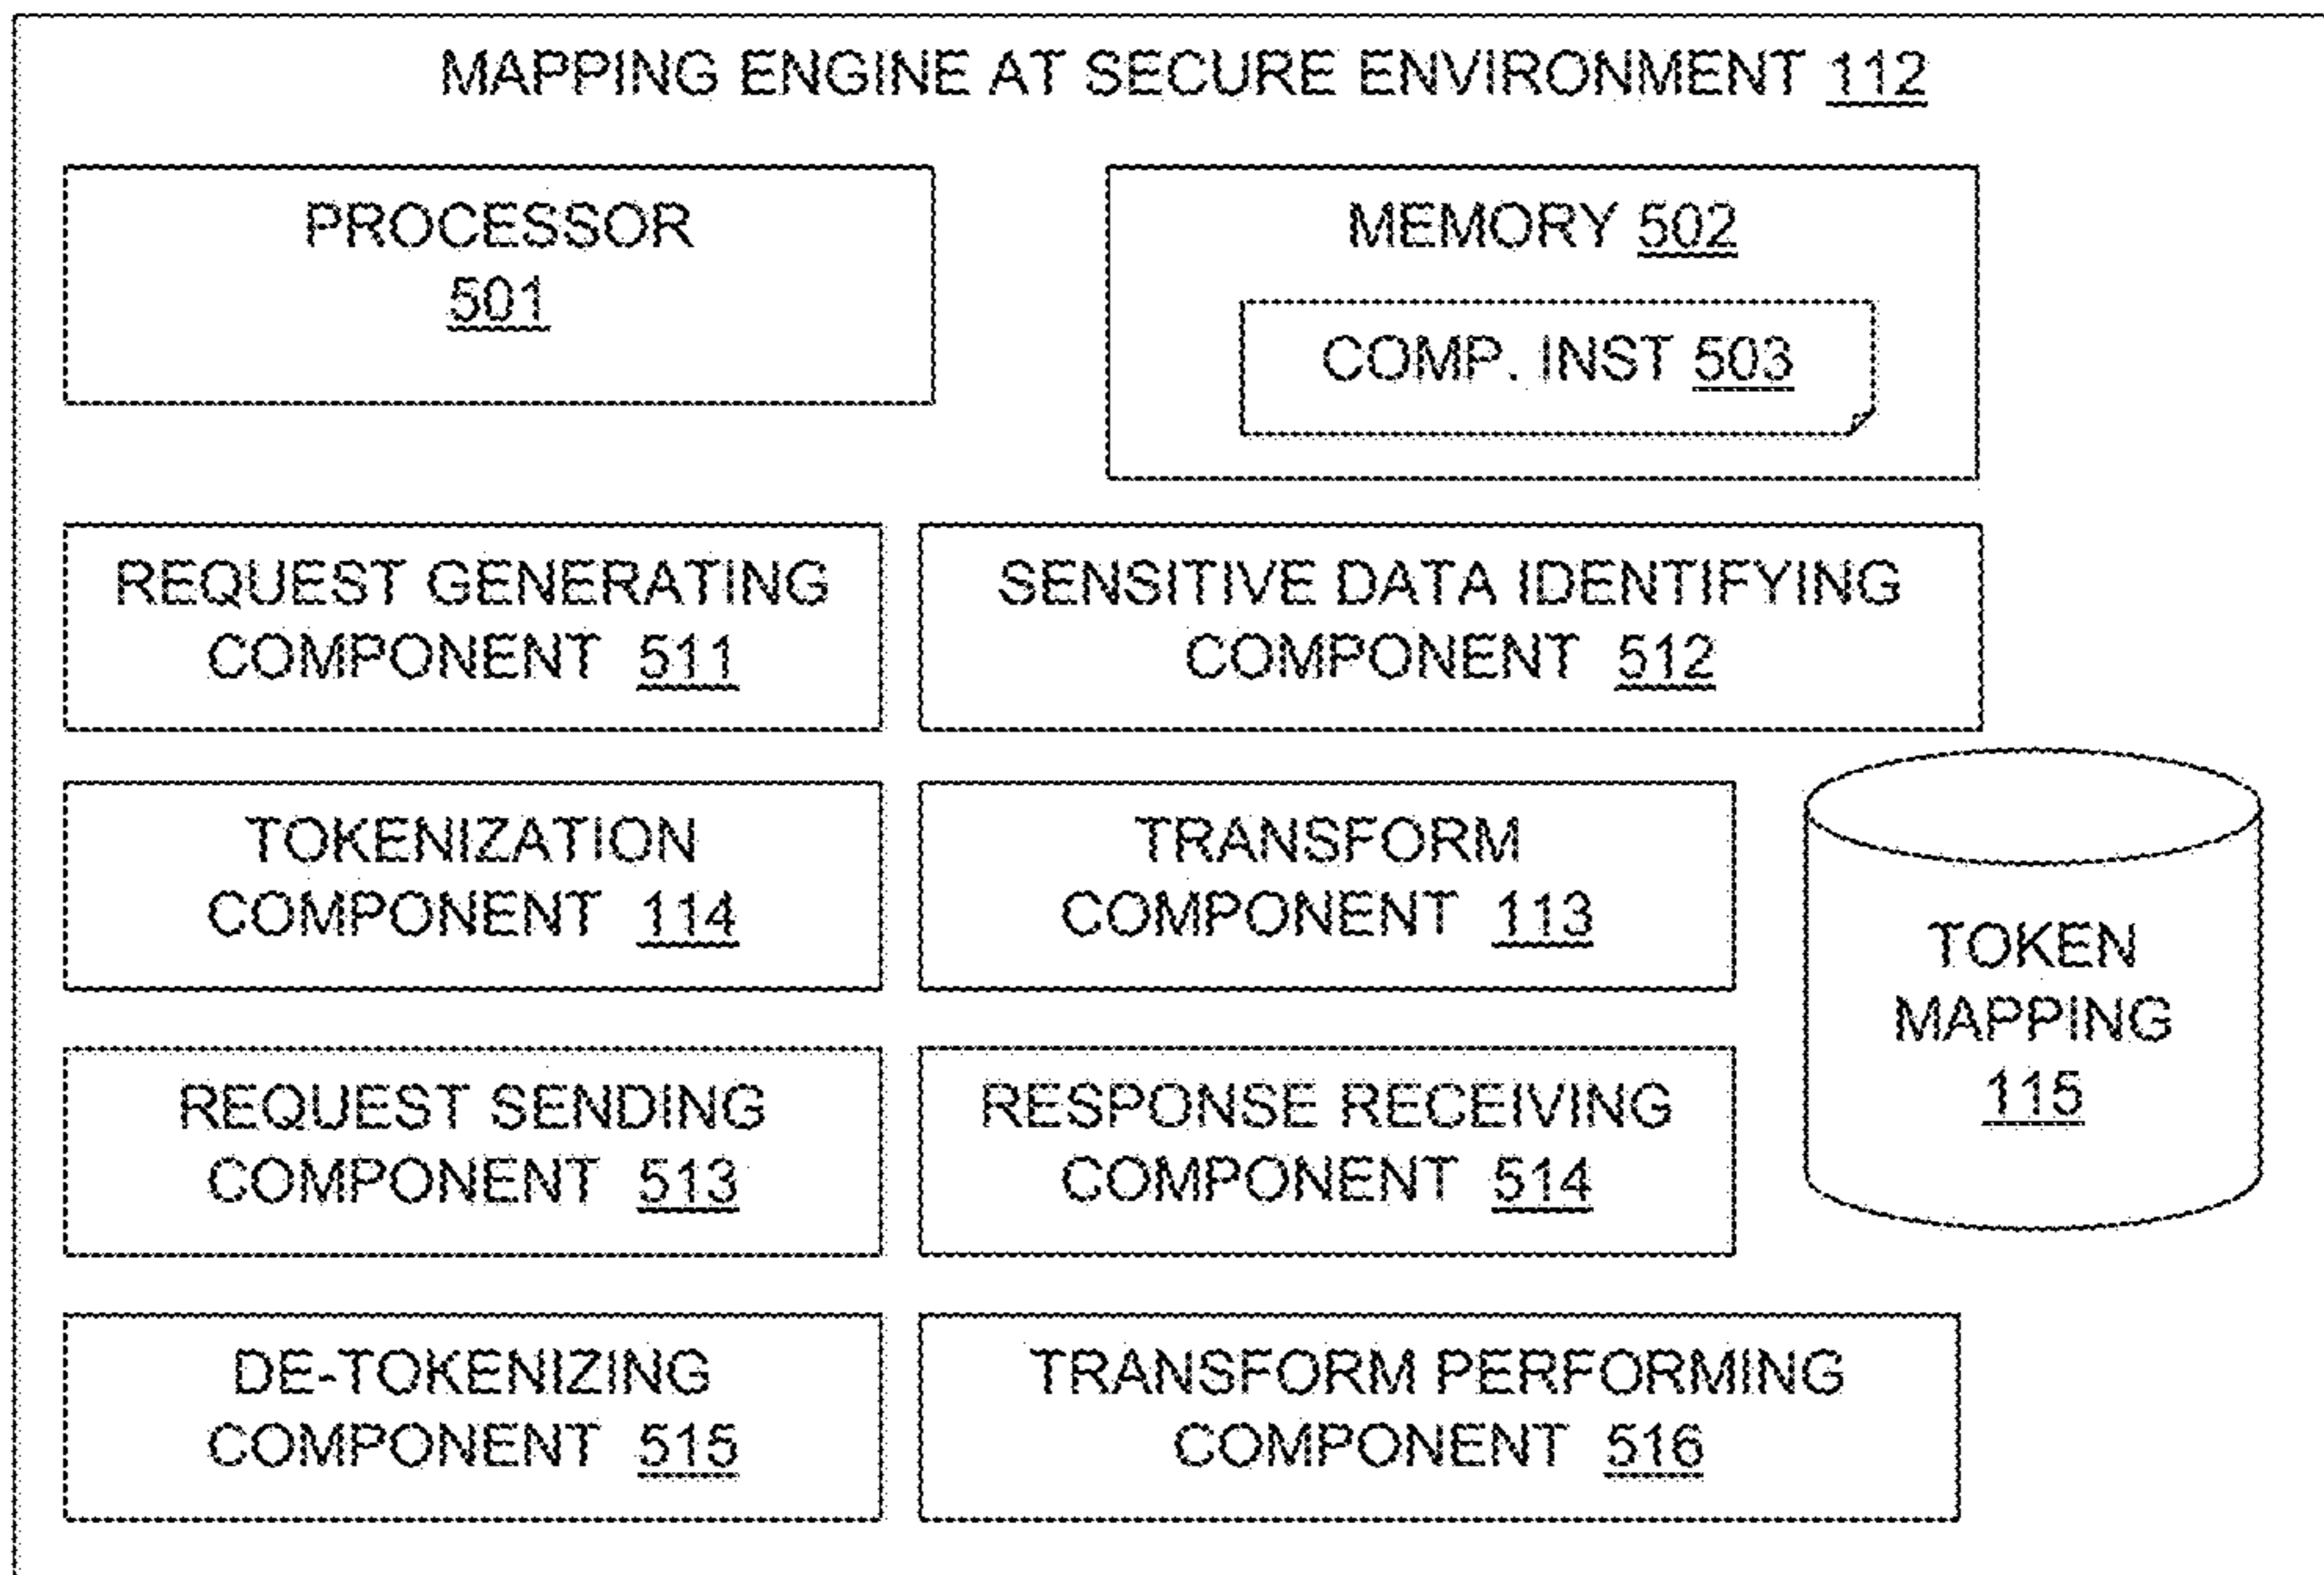 MAPPING ENGINE AT SECURE ENVIRONMENT 112
PROCESSOR
501
MEMORY 502
COMP. INST 503
REQUEST GENERATING
COMPONENT 511
SENSITIVE DATA IDENTIFYING
COMPONENT 512
TOKENIZATION
COMPONENT 114
TRANSFORM
COMPONENT 113
TOKEN
MAPPING
115
REQUEST SENDING
COMPONENT 513
RESPONSE RECEIVING
COMPONENT 514
DE-TOKENIZING
COMPONENT 515
TRANSFORM PERFORMING
COMPONENT 516